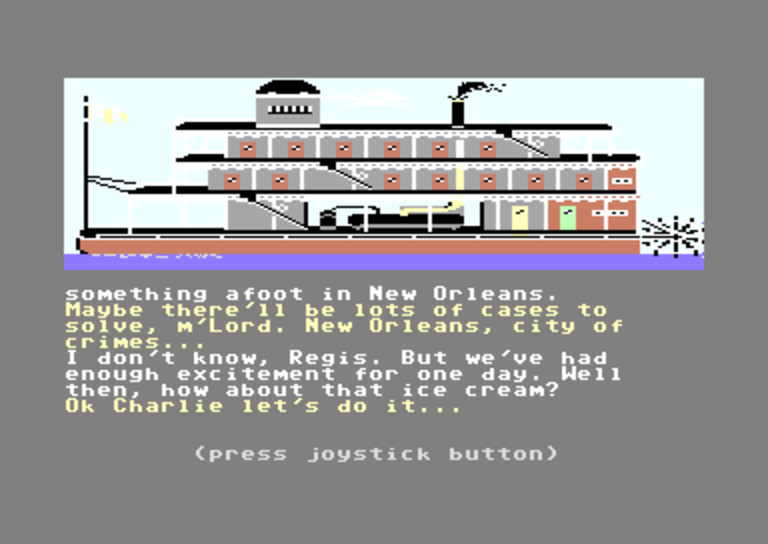 something afoot in New Orleans.
Maybe there'll be lots of cases to
solve, m'Lord. New Orleans, city of
crimes...
I don't know, Regis. But we've had
enough excitement for one day. Well
then, how about that ice cream?
Ok Charlie let's do it...
(press joystick button)